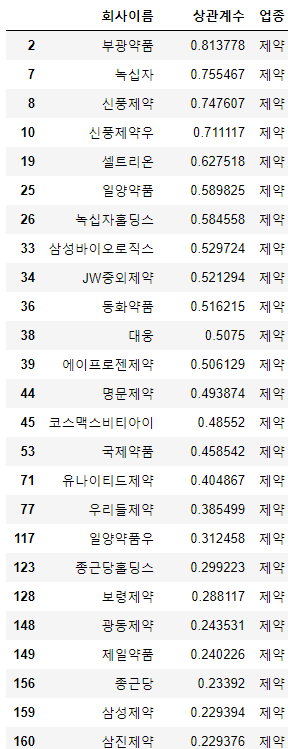 회사이름 상관계수 업종
2 부광약품 0.813778 제약
7 녹십자 0.755467 제약
8 신풍제약 0.747607 제약
10 신풍제약우 0.711117 제약
19 셀트리온 0.627518 제약
25 일양약품 0.589825 제약
26 녹십자홀딩스 0.584558 제약
33 삼성바이오로직스 0.529724 제약
34 JW중외제약 0.521294 제약
36 동화약품 0.516215 제약
38 대웅 0.5075 제약
39 에이프로젠제약 0.506129 제약
44 명문제약 0.493874 제약
45 코스맥스비티아이 0.48552 제약
53 국제약품 0.458542 제약
71 유나이티드제약 0.404867 제약
77 우리들제약 0.385499 제약
117 일양약품우 0.312458 제약
123 종근당홀딩스 0.299223 제약
128 보령제약 0.288117 제약
148 광동제약 0.243531 제약
149 제일약품 0.240226 제약
156 종근당 0.23392 제약
159 삼성제약 0.229394 제약
160 삼진제약 0.229376 제약